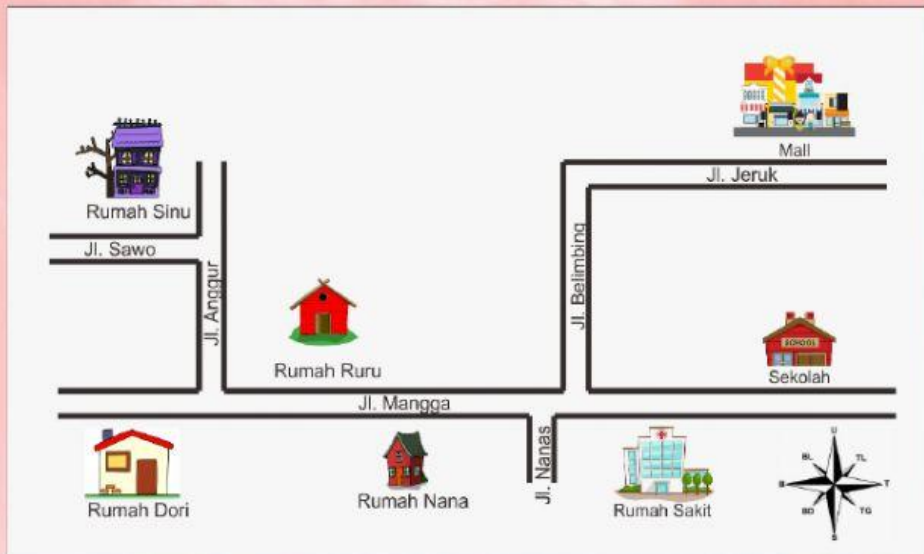 Mall
Jl. Jeruk
Rumah Sinu
Jl. Sawo
Jl. Anggur
Jl. Belimbing
SCHOOL
Rumah Ruru
Sekolah
Jl. Mangga
Jl. Nanas
Rumah Dori
Rumah Nana
Rumah Sakit
U
BL
TL
B
T
BD
TG
S